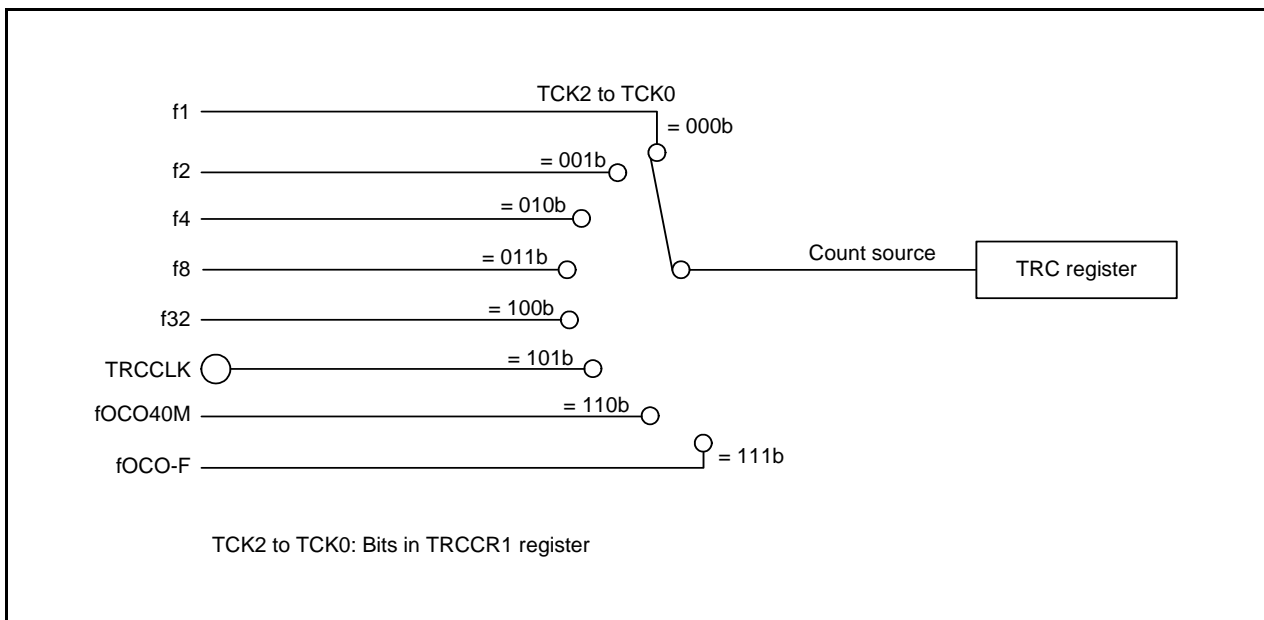 TCK2 to TCK0
f1
= 000b
f2
= 001b
f4
= 010b
f8
= 011b
Count source
TRC register
f32
= 100b
TRCCLK
= 101b
fOCO40M
= 110b
fOCO-F
= 111b
TCK2 to TCK0: Bits in TRCCR1 register